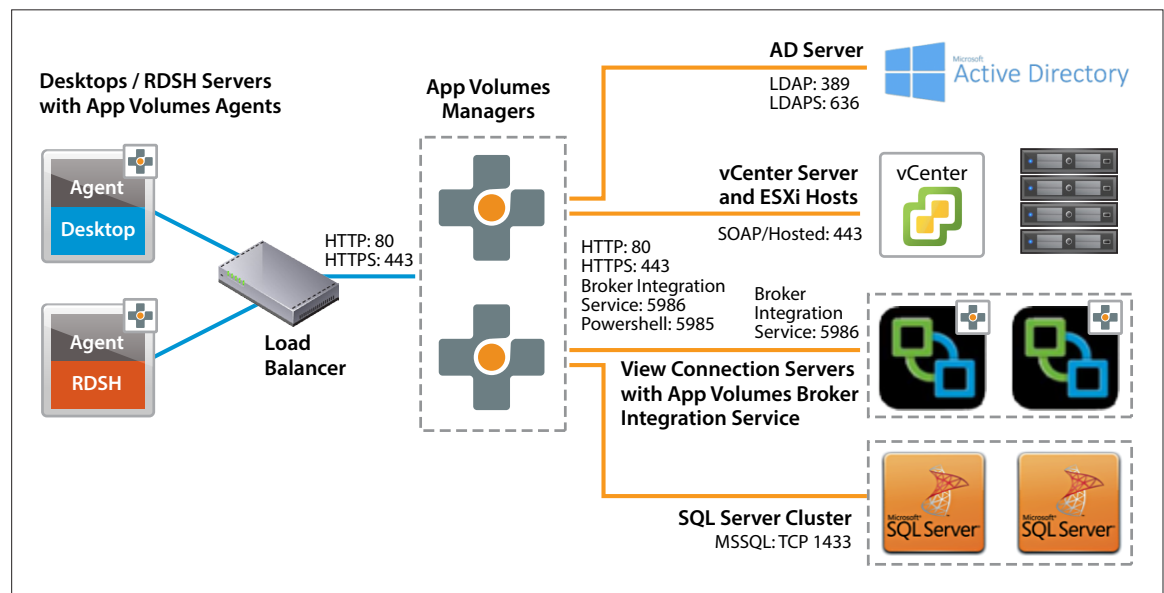 Desktops / RDSH Servers
with App Volumes Agents
Agent
Desktop
Agent
RDSH
Load
Balancer
HTTP: 80
HTTPS: 443
App Volumes
Managers
AD Server
LDAP: 389
LDAPS: 636
Microsoft
Active Directory
vCenter Server
and ESXi Hosts
SOAP/Hosted: 443
vCenter
HTTP: 80
HTTPS: 443
Broker Integration
Service: 5986
Powershell: 5985
Broker
Integration
Service: 5986
View Connection Servers
with App Volumes Broker
Integration Service
SQL Server Cluster
MSSQL: TCP 1433
Microsoft®
SQL Server
Microsoft®
SQL Server